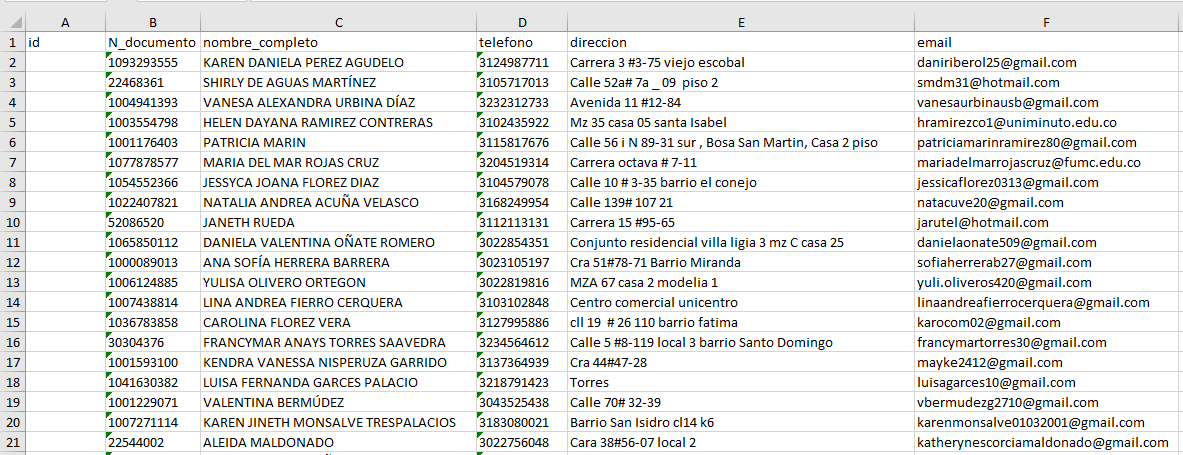 A B C D E F
1 id N_documento nombre_completo telefono direccion email
2 1093293555 KAREN DANIELA PEREZ AGUDELO 3124987711 Carrera 3 #3-75 viejo escobal daniriberol25@gmail.com
3 22468361 SHIRLY DE AGUAS MARTÍNEZ 3105717013 Calle 52a# 7a _ 09 piso 2 smdm31@hotmail.com
4 1004941393 VANESA ALEXANDRA URBINA DÍAZ 3232312733 Avenida 11 #12-84 vanesaurbinausb@gmail.com
5 1003554798 HELEN DAYANA RAMIREZ CONTRERAS 3102435922 Mz 35 casa 05 santa Isabel hramirezco1@uniminuto.edu.co
6 1001176403 PATRICIA MARIN 3115817676 Calle 56 i N 89-31 sur , Bosa San Martin, Casa 2 piso patriciamarinramirez80@gmail.com
7 1077878577 MARIA DEL MAR ROJAS CRUZ 3204519314 Carrera octava # 7-11 mariadelmarrojascruz@fumc.edu.co
8 1054552366 JESSYCA JOANA FLOREZ DIAZ 3104579078 Calle 10 # 3-35 barrio el conejo jessicaflorez0313@gmail.com
9 1022407821 NATALIA ANDREA ACUÑA VELASCO 3168249954 Calle 139# 107 21 natacuve20@gmail.com
10 52086520 JANETH RUEDA 3112113131 Carrera 15 #95-65 jarutel@hotmail.com
11 1065850112 DANIELA VALENTINA OÑATE ROMERO 3022854351 Conjunto residencial villa ligia 3 mz C casa 25 danielaonate509@gmail.com
12 1000089013 ANA SOFÍA HERRERA BARRERA 3023105197 Cra 51#78-71 Barrio Miranda sofiaherrerab27@gmail.com
13 1006124885 YULISA OLIVERO ORTEGON 3022819816 MZA 67 casa 2 modelia 1 yuli.oliveros420@gmail.com
14 1007438814 LINA ANDREA FIERRO CERQUERA 3103102848 Centro comercial unicentro linaandreafierrocerquera@gmail.com
15 1036783858 CAROLINA FLOREZ VERA 3127995886 cll 19 # 26 110 barrio fatima karocom02@gmail.com
16 30304376 FRANCYMAR ANAYS TORRES SAAVEDRA 3234564612 Calle 5 #8-119 local 3 barrio Santo Domingo francymartorres30@gmail.com
17 1001593100 KENDRA VANESSA NISPERUZA GARRIDO 3137364939 Cra 44#47-28 mayke2412@gmail.com
18 1041630382 LUISA FERNANDA GARCES PALACIO 3218791423 Torres luisagarces10@gmail.com
19 1001229071 VALENTINA BERMÚDEZ 3043525438 Calle 70# 32-39 vbermudezg2710@gmail.com
20 1007271114 KAREN JINETH MONSALVE TRESPALACIOS 3183080021 Barrio San Isidro cl14 k6 karenmonsalve01032001@gmail.com
21 22544002 ALEIDA MALDONADO 3022756048 Cara 38#56-07 local 2 katherynescorciamaldonado@gmail.com